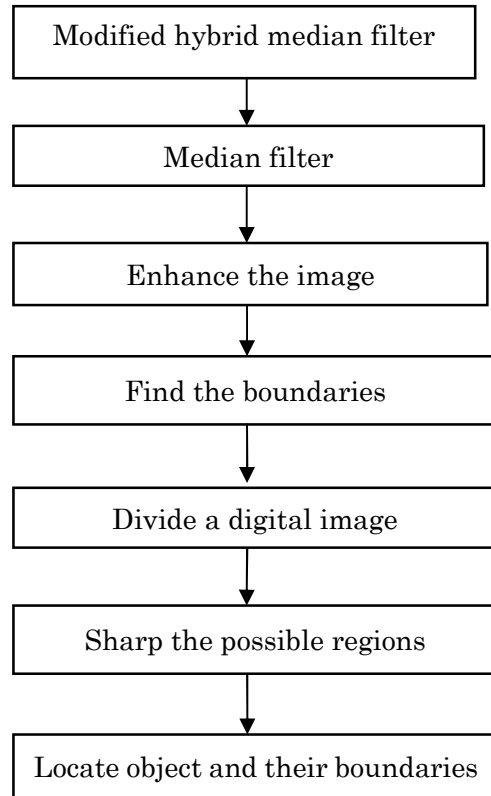 Modified hybrid median filter
Median filter
Enhance the image
Find the boundaries
Divide a digital image
Sharp the possible regions
Locate object and their boundaries